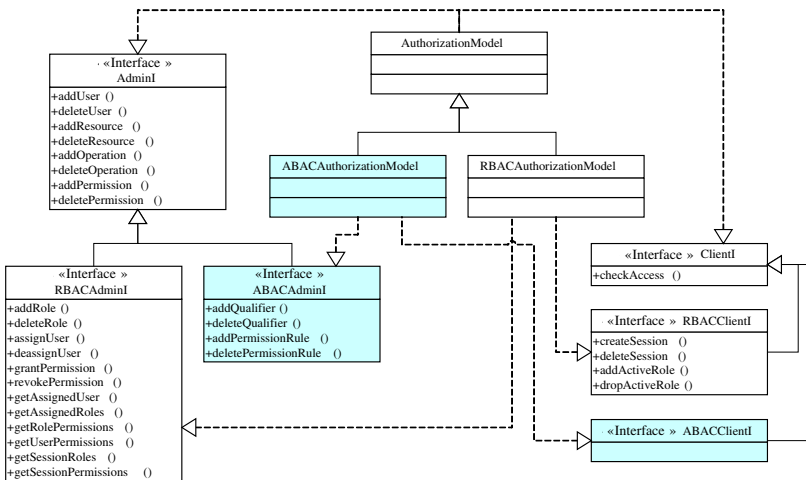 AuthorizationModel
«Interface »
AdminI
+addUser ()
+deleteUser ()
+addResource ()
+deleteResource ()
+addOperation ()
+deleteOperation ()
+addPermission ()
+deletePermission ()
ABACAuthorizationModel
RBACAuthorizationModel
«Interface » ClientI
+checkAccess ()
«Interface »
RBACAdminI
+addRole ()
+deleteRole ()
+assignUser ()
+deassignUser ()
+grantPermission ()
+revokePermission ()
+getAssignedUser ()
+getAssignedRoles ()
+getRolePermissions ()
+getUserPermissions ()
+getSessionRoles ()
+getSessionPermissions ()
«Interface »
ABACAdminI
+addQualifier ()
+deleteQualifier ()
+addPermissionRule ()
+deletePermissionRule ()
«Interface » RBACClientI
+createSession ()
+deleteSession ()
+addActiveRole ()
+dropActiveRole ()
«Interface » ABACClientI